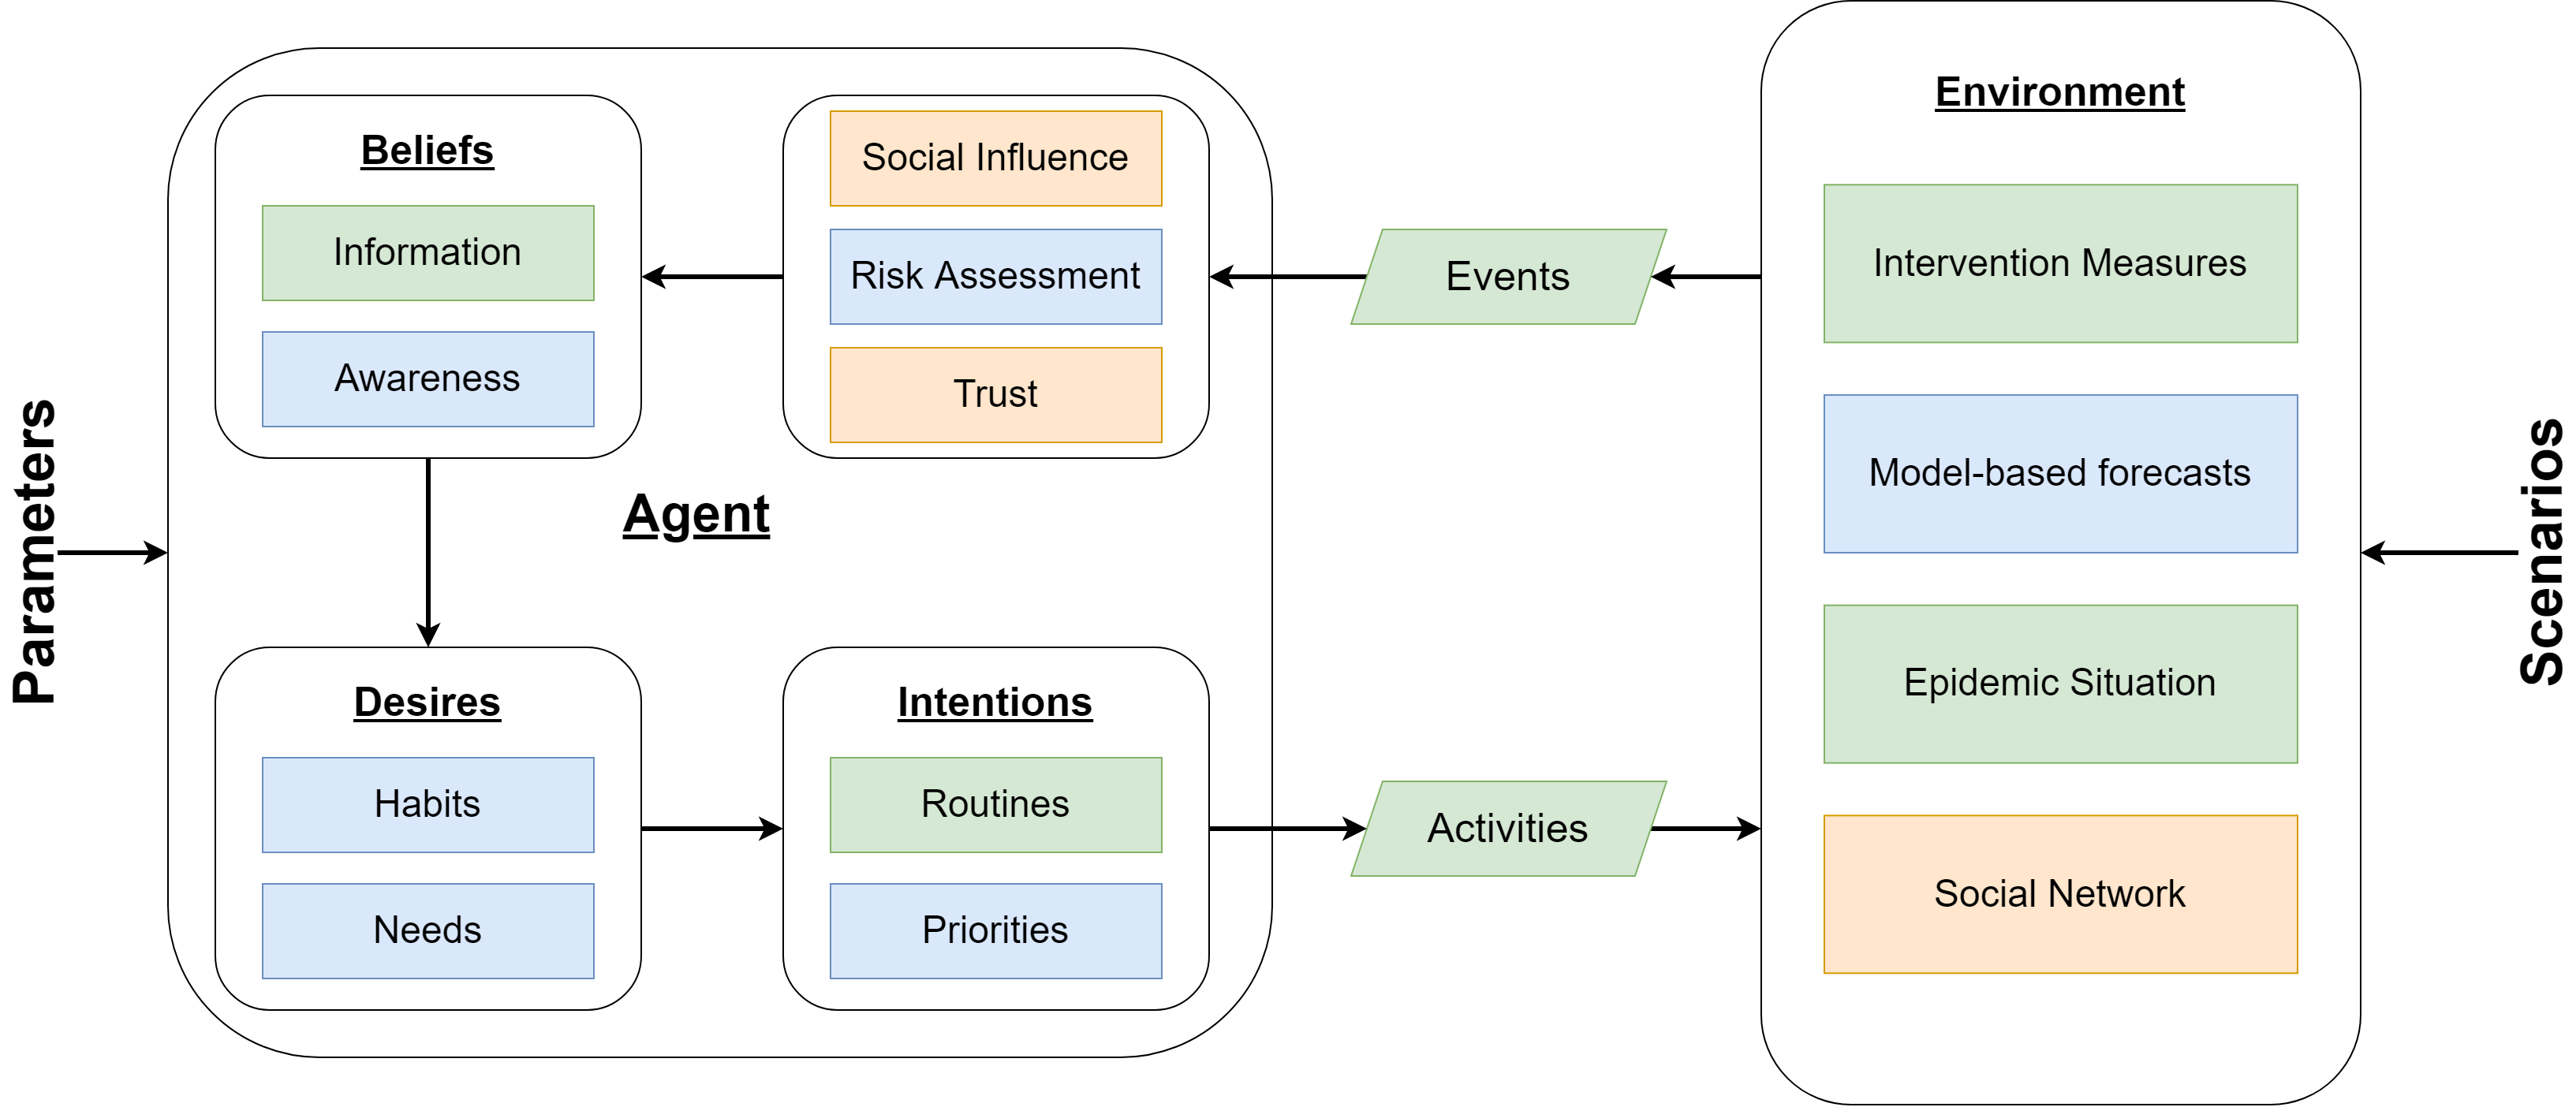 Parameters
Agent
Beliefs
Information
Awareness
Social Influence
Risk Assessment
Trust
Desires
Habits
Needs
Intentions
Routines
Priorities
Events
Activities
Environment
Intervention Measures
Model-based forecasts
Epidemic Situation
Social Network
Scenarios